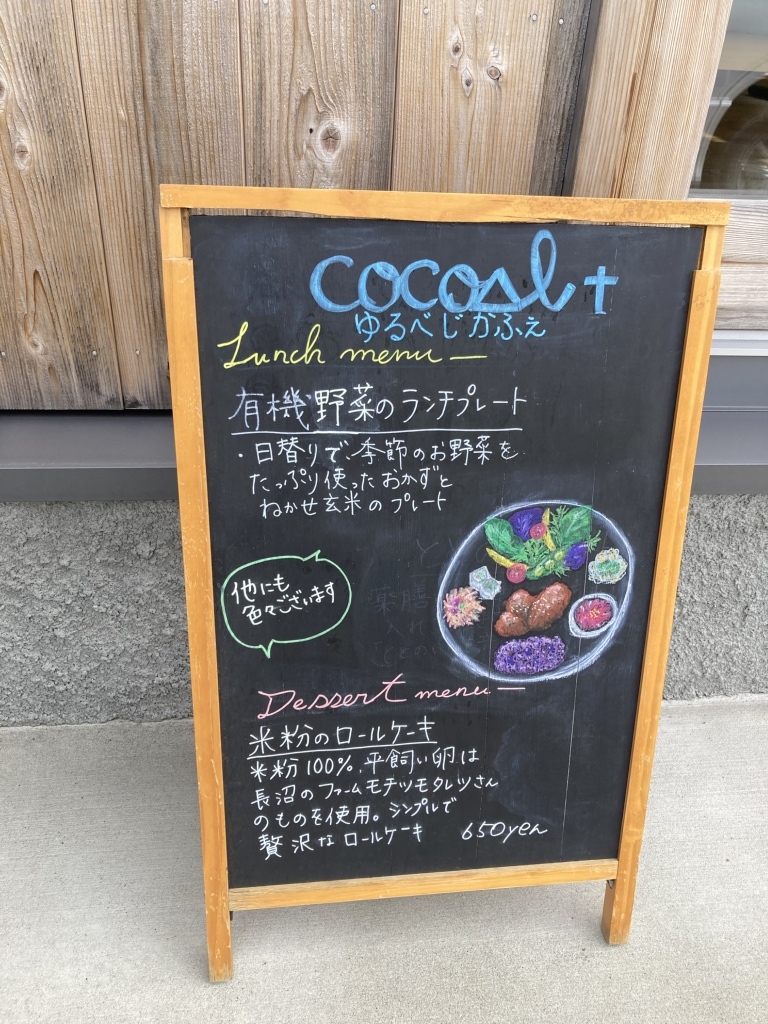 cocosalt
ゆるべじかふぇ
Lunch menu
有機野菜のランチプレート
・日替りで、季節のお野菜を
たっぷり使ったおかずと
ねかせ玄米のプレート
他にも
色々ございます
Dessert menu
米粉のロールケーキ
米粉100%、平飼い卵は
長沼のファームモチツモタレツさん
のものを使用。シンプルで
贅沢なロールケーキ 650yen